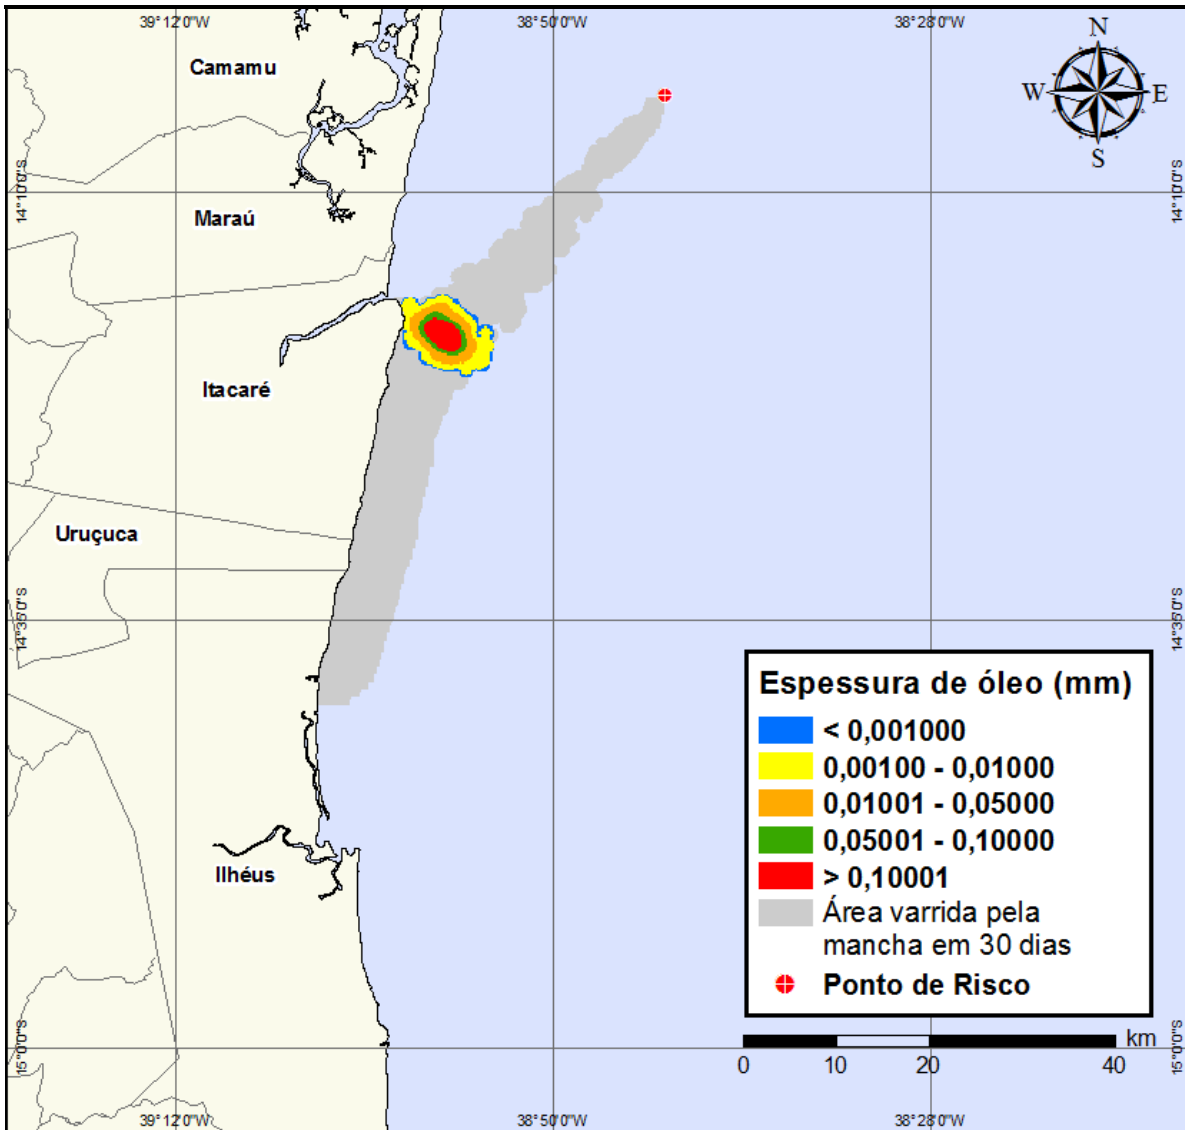 39°12'0"W
38°50'0"W
38°28'0"W
N
W
E
S
Camamu
14°10'0"S
14°10'0"S
Maraú
Itacaré
Uruçuca
14°35'0"S
14°35'0"S
Espessura de óleo (mm)
< 0,001000
0,00100 - 0,01000
0,01001 - 0,05000
0,05001 - 0,10000
> 0,10001
Área varrida pela
mancha em 30 dias
Ponto de Risco
Ilhéus
km
0
10
20
40
15°0'0"S
15°0'0"S
39°12'0"W
38°50'0"W
38°28'0"W